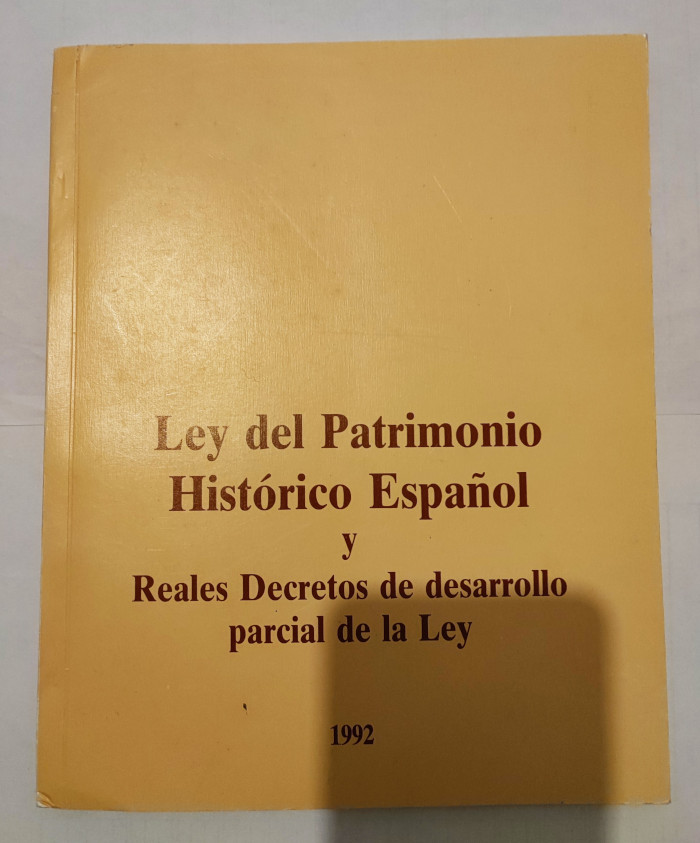 Ley del Patrimonio
Histórico Español
y
Reales Decretos de desarrollo
parcial de la Ley
1992